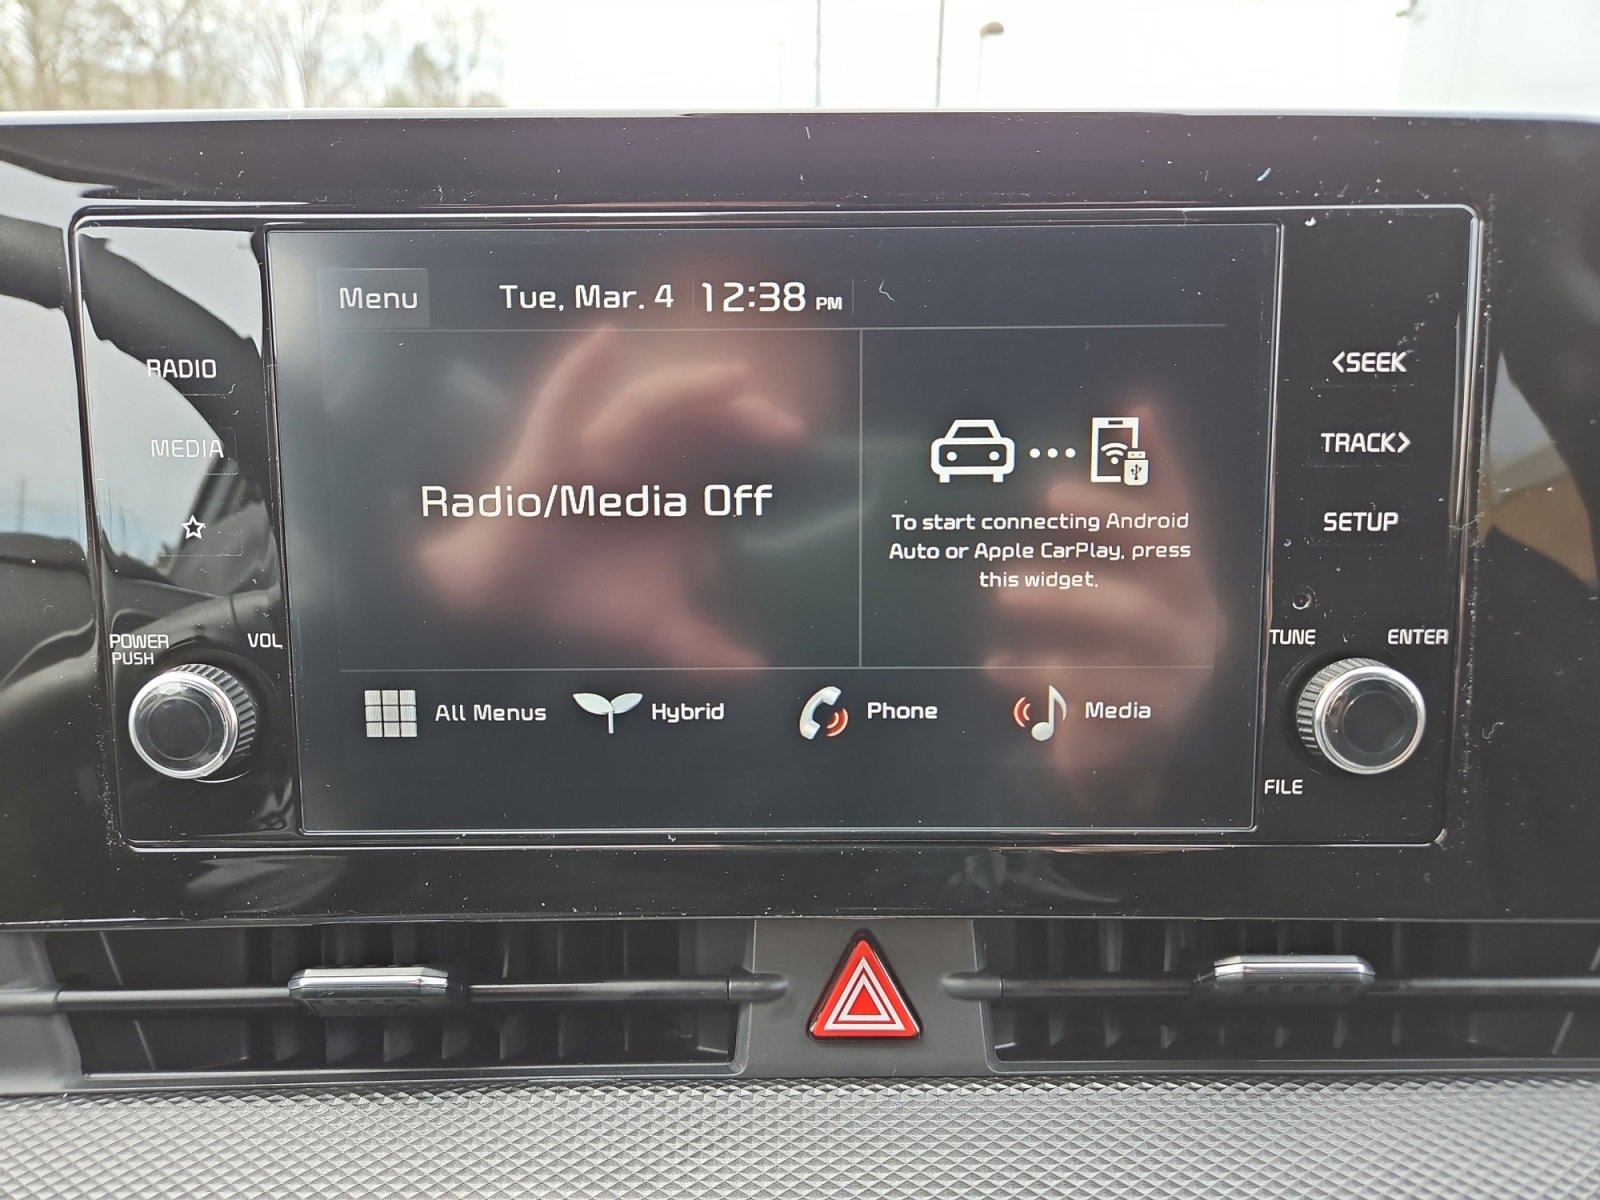 Menu
Tue, Mar. 4
12:38 PM
RADIO
MEDIA
POWER
PUSH
VOL
Radio/Media Off
To start connecting Android
Auto or Apple CarPlay, press
this widget.
All Menus
Hybrid
Phone
Media
<SEEK
TRACK>
SETUP
TUNE
ENTER
FILE